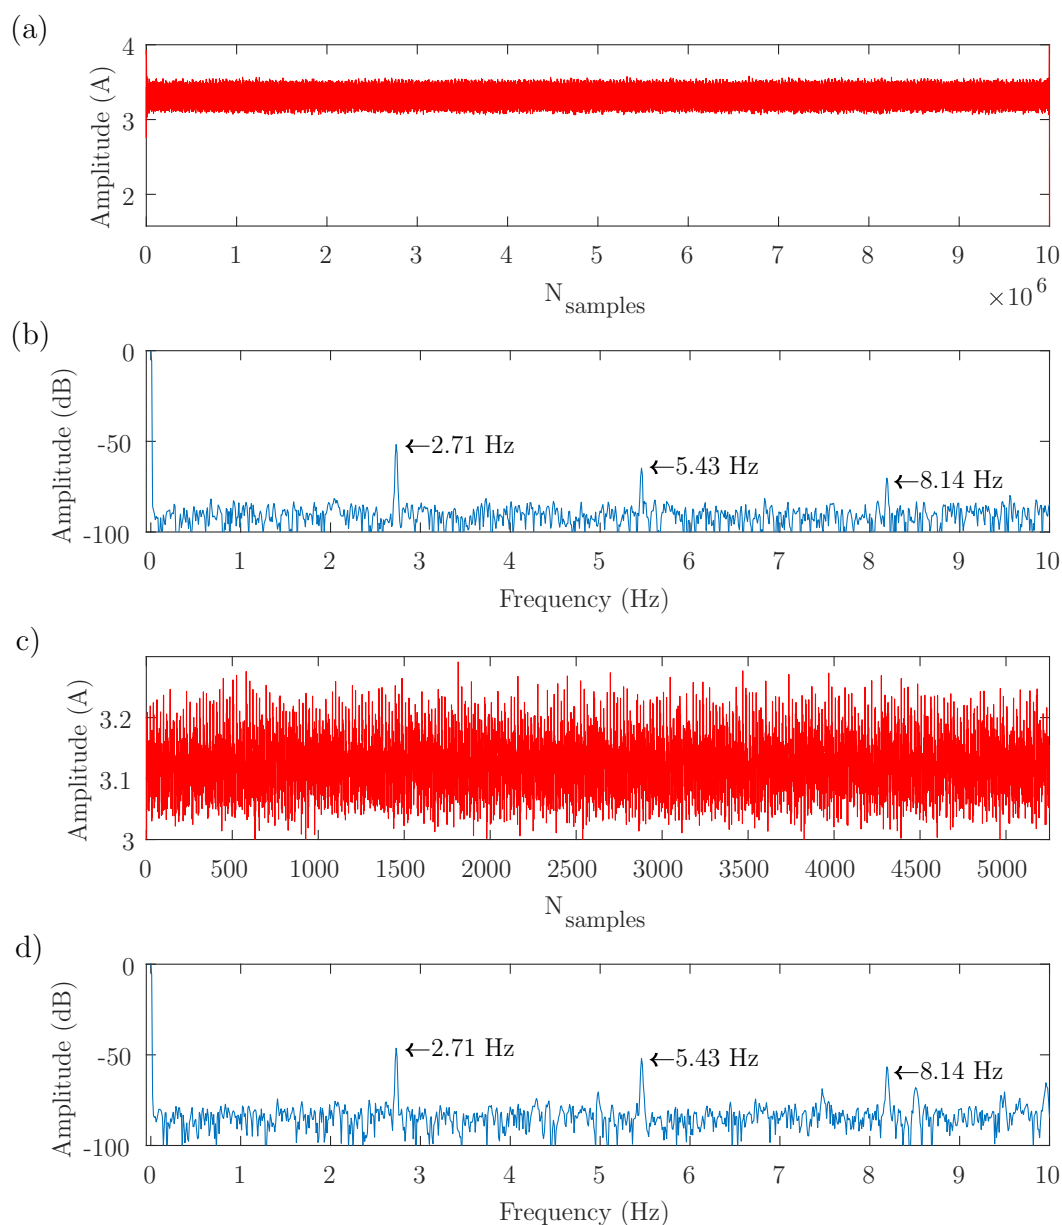 (a)
Amplitude (A)
4
3
2
0 1 2 3 4 5 6 7 8 9 10
N_samples
×10^6
(b)
Amplitude (dB)
0
-50
-100
←2.71 Hz
←5.43 Hz
←8.14 Hz
0 1 2 3 4 5 6 7 8 9 10
Frequency (Hz)
c)
Amplitude (A)
3.2
3.1
3
0 500 1000 1500 2000 2500 3000 3500 4000 4500 5000
N_samples
d)
Amplitude (dB)
0
-50
-100
←2.71 Hz
←5.43 Hz
←8.14 Hz
0 1 2 3 4 5 6 7 8 9 10
Frequency (Hz)